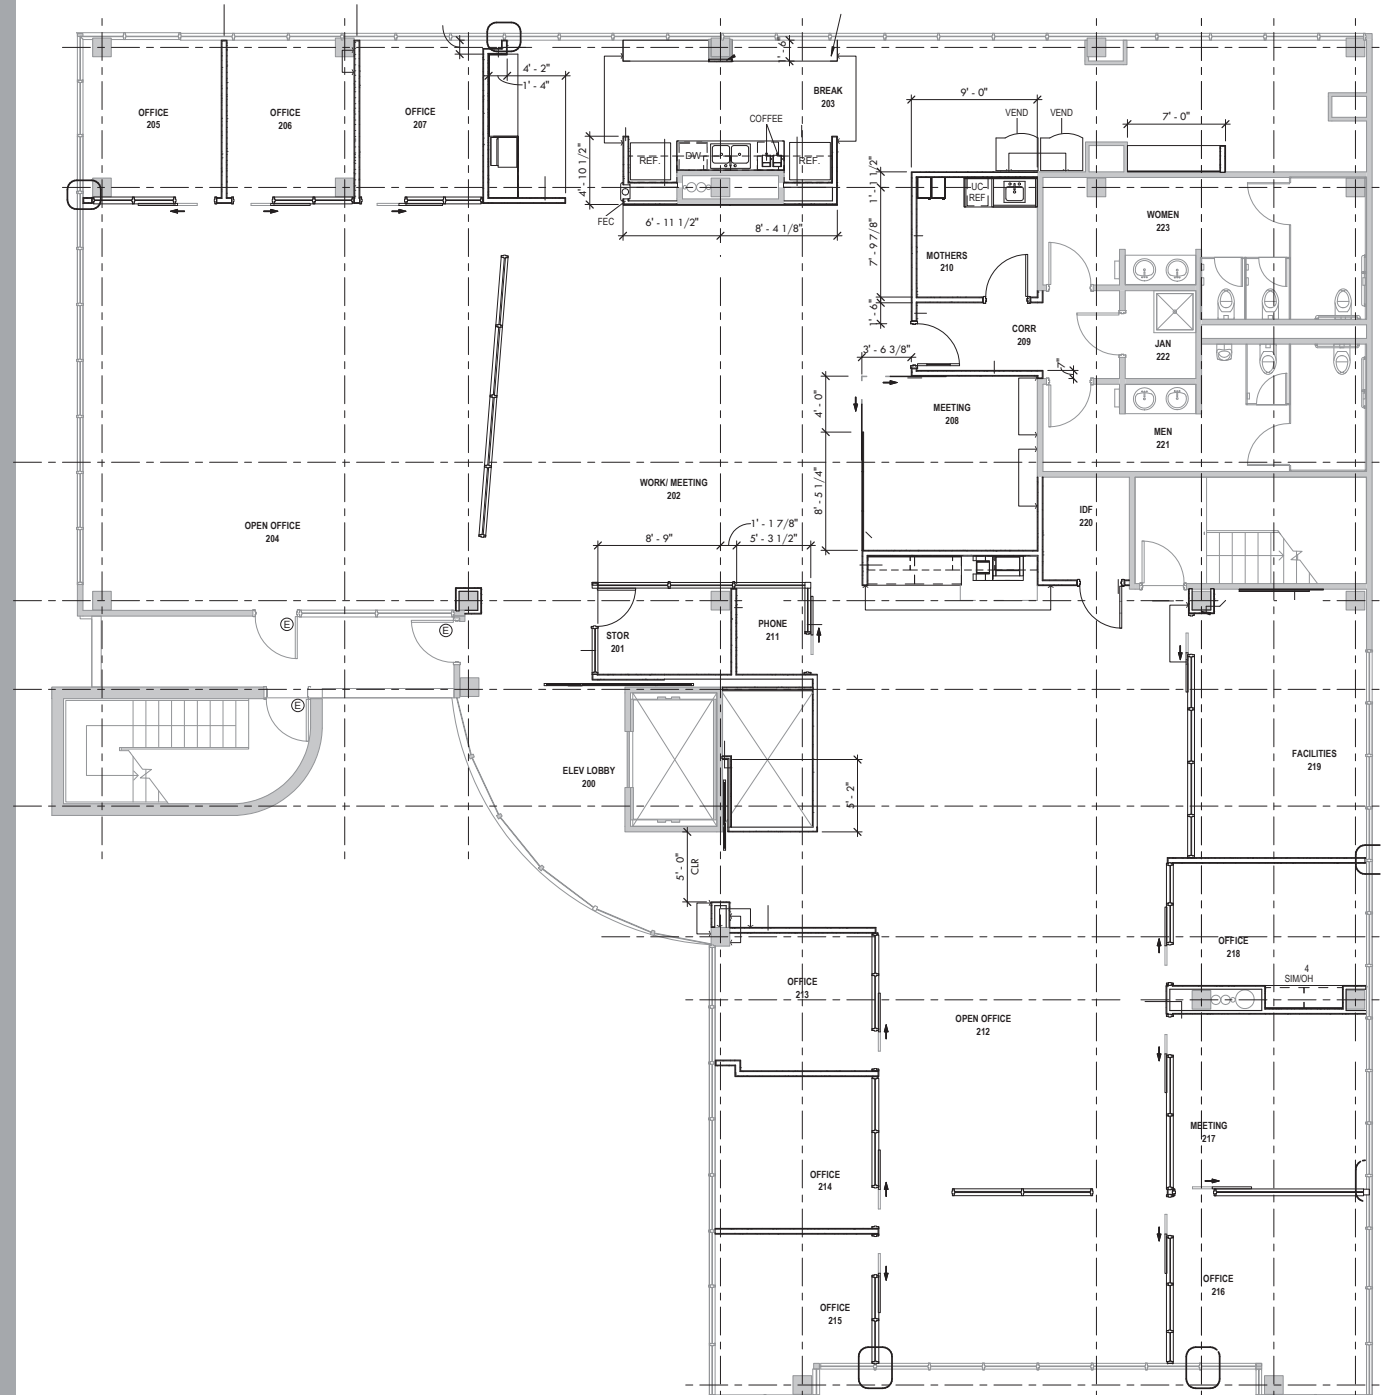 4' - 2"
1' - 4"
1' - 6"
BREAK
203
OFFICE
205
OFFICE
206
OFFICE
207
COFFEE
9' - 0"
VEND
VEND
7' - 0"
REF.
DW
REF.
4' - 10 1/2"
FEC
6' - 11 1/2"
8' - 4 1/8"
1' - 1 1/2"
UC
REF
7' - 9 7/8"
MOTHERS
210
WOMEN
223
1' - 6"
CORR
209
JAN
222
3' - 6 3/8"
7"
4' - 0"
MEETING
208
MEN
221
8' - 5 1/4"
WORK/ MEETING
202
IDF
220
OPEN OFFICE
204
1' - 1 7/8"
8' - 9"
5' - 3 1/2"
E
E
STOR
201
PHONE
211
E
FACILITIES
219
ELEV LOBBY
200
5' - 2"
5' - 0"
CLR
OFFICE
218
4
SIM/OH
OFFICE
213
OPEN OFFICE
212
MEETING
217
OFFICE
214
OFFICE
216
OFFICE
215